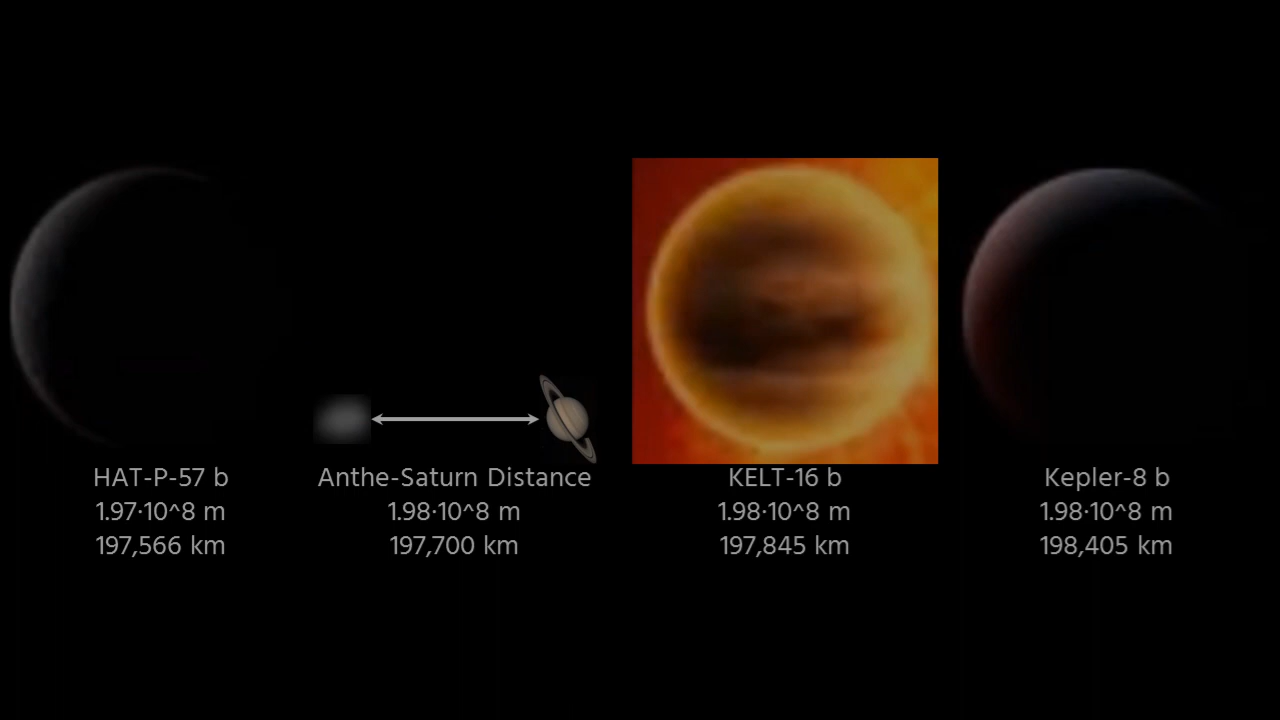 HAT-P-57 b
1.97·10^8 m
197,566 km
Anthe-Saturn Distance
1.98·10^8 m
197,700 km
KELT-16 b
1.98·10^8 m
197,845 km
Kepler-8 b
1.98·10^8 m
198,405 km